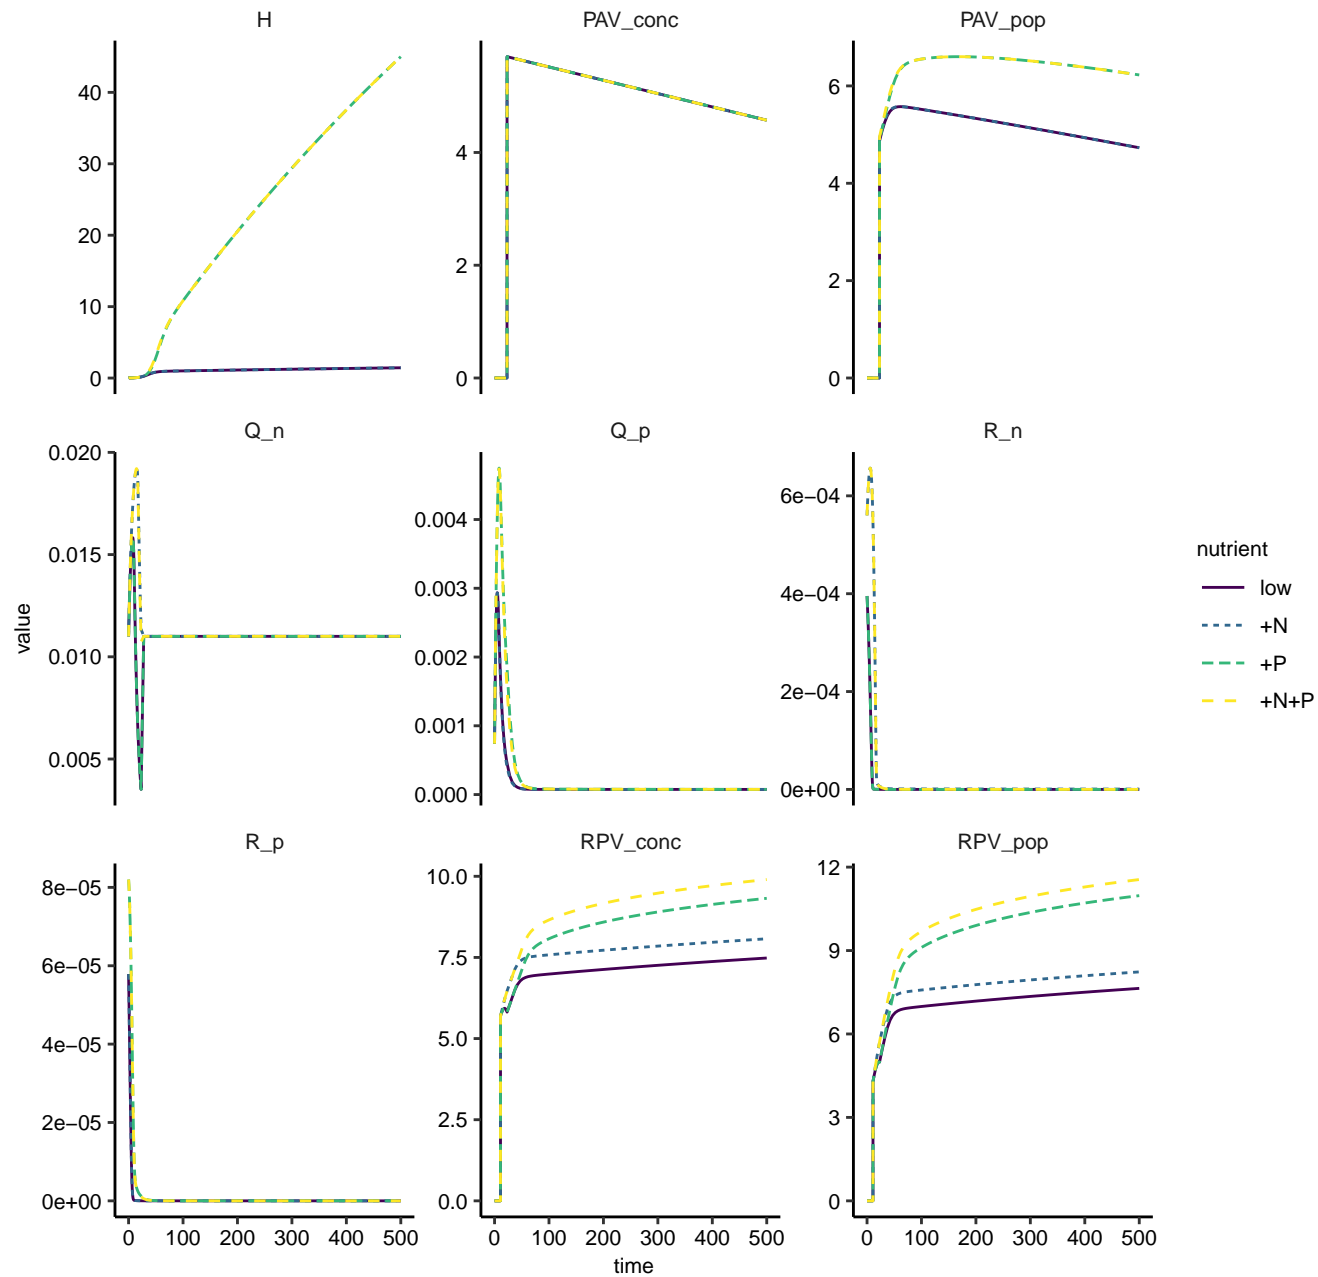 H
PAV_conc
PAV_pop
40
30
20
10
0
4
2
0
6
4
2
0
Q_n
Q_p
R_n
0.020
0.015
0.010
0.005
0.004
0.003
0.002
0.001
0.000
6e−04
4e−04
2e−04
0e+00
R_p
RPV_conc
RPV_pop
8e−05
6e−05
4e−05
2e−05
0e+00
10.0
7.5
5.0
2.5
0.0
12
9
6
3
0
0 100 200 300 400 500
0 100 200 300 400 500
0 100 200 300 400 500
time
value
nutrient
low
+N
+P
+N+P